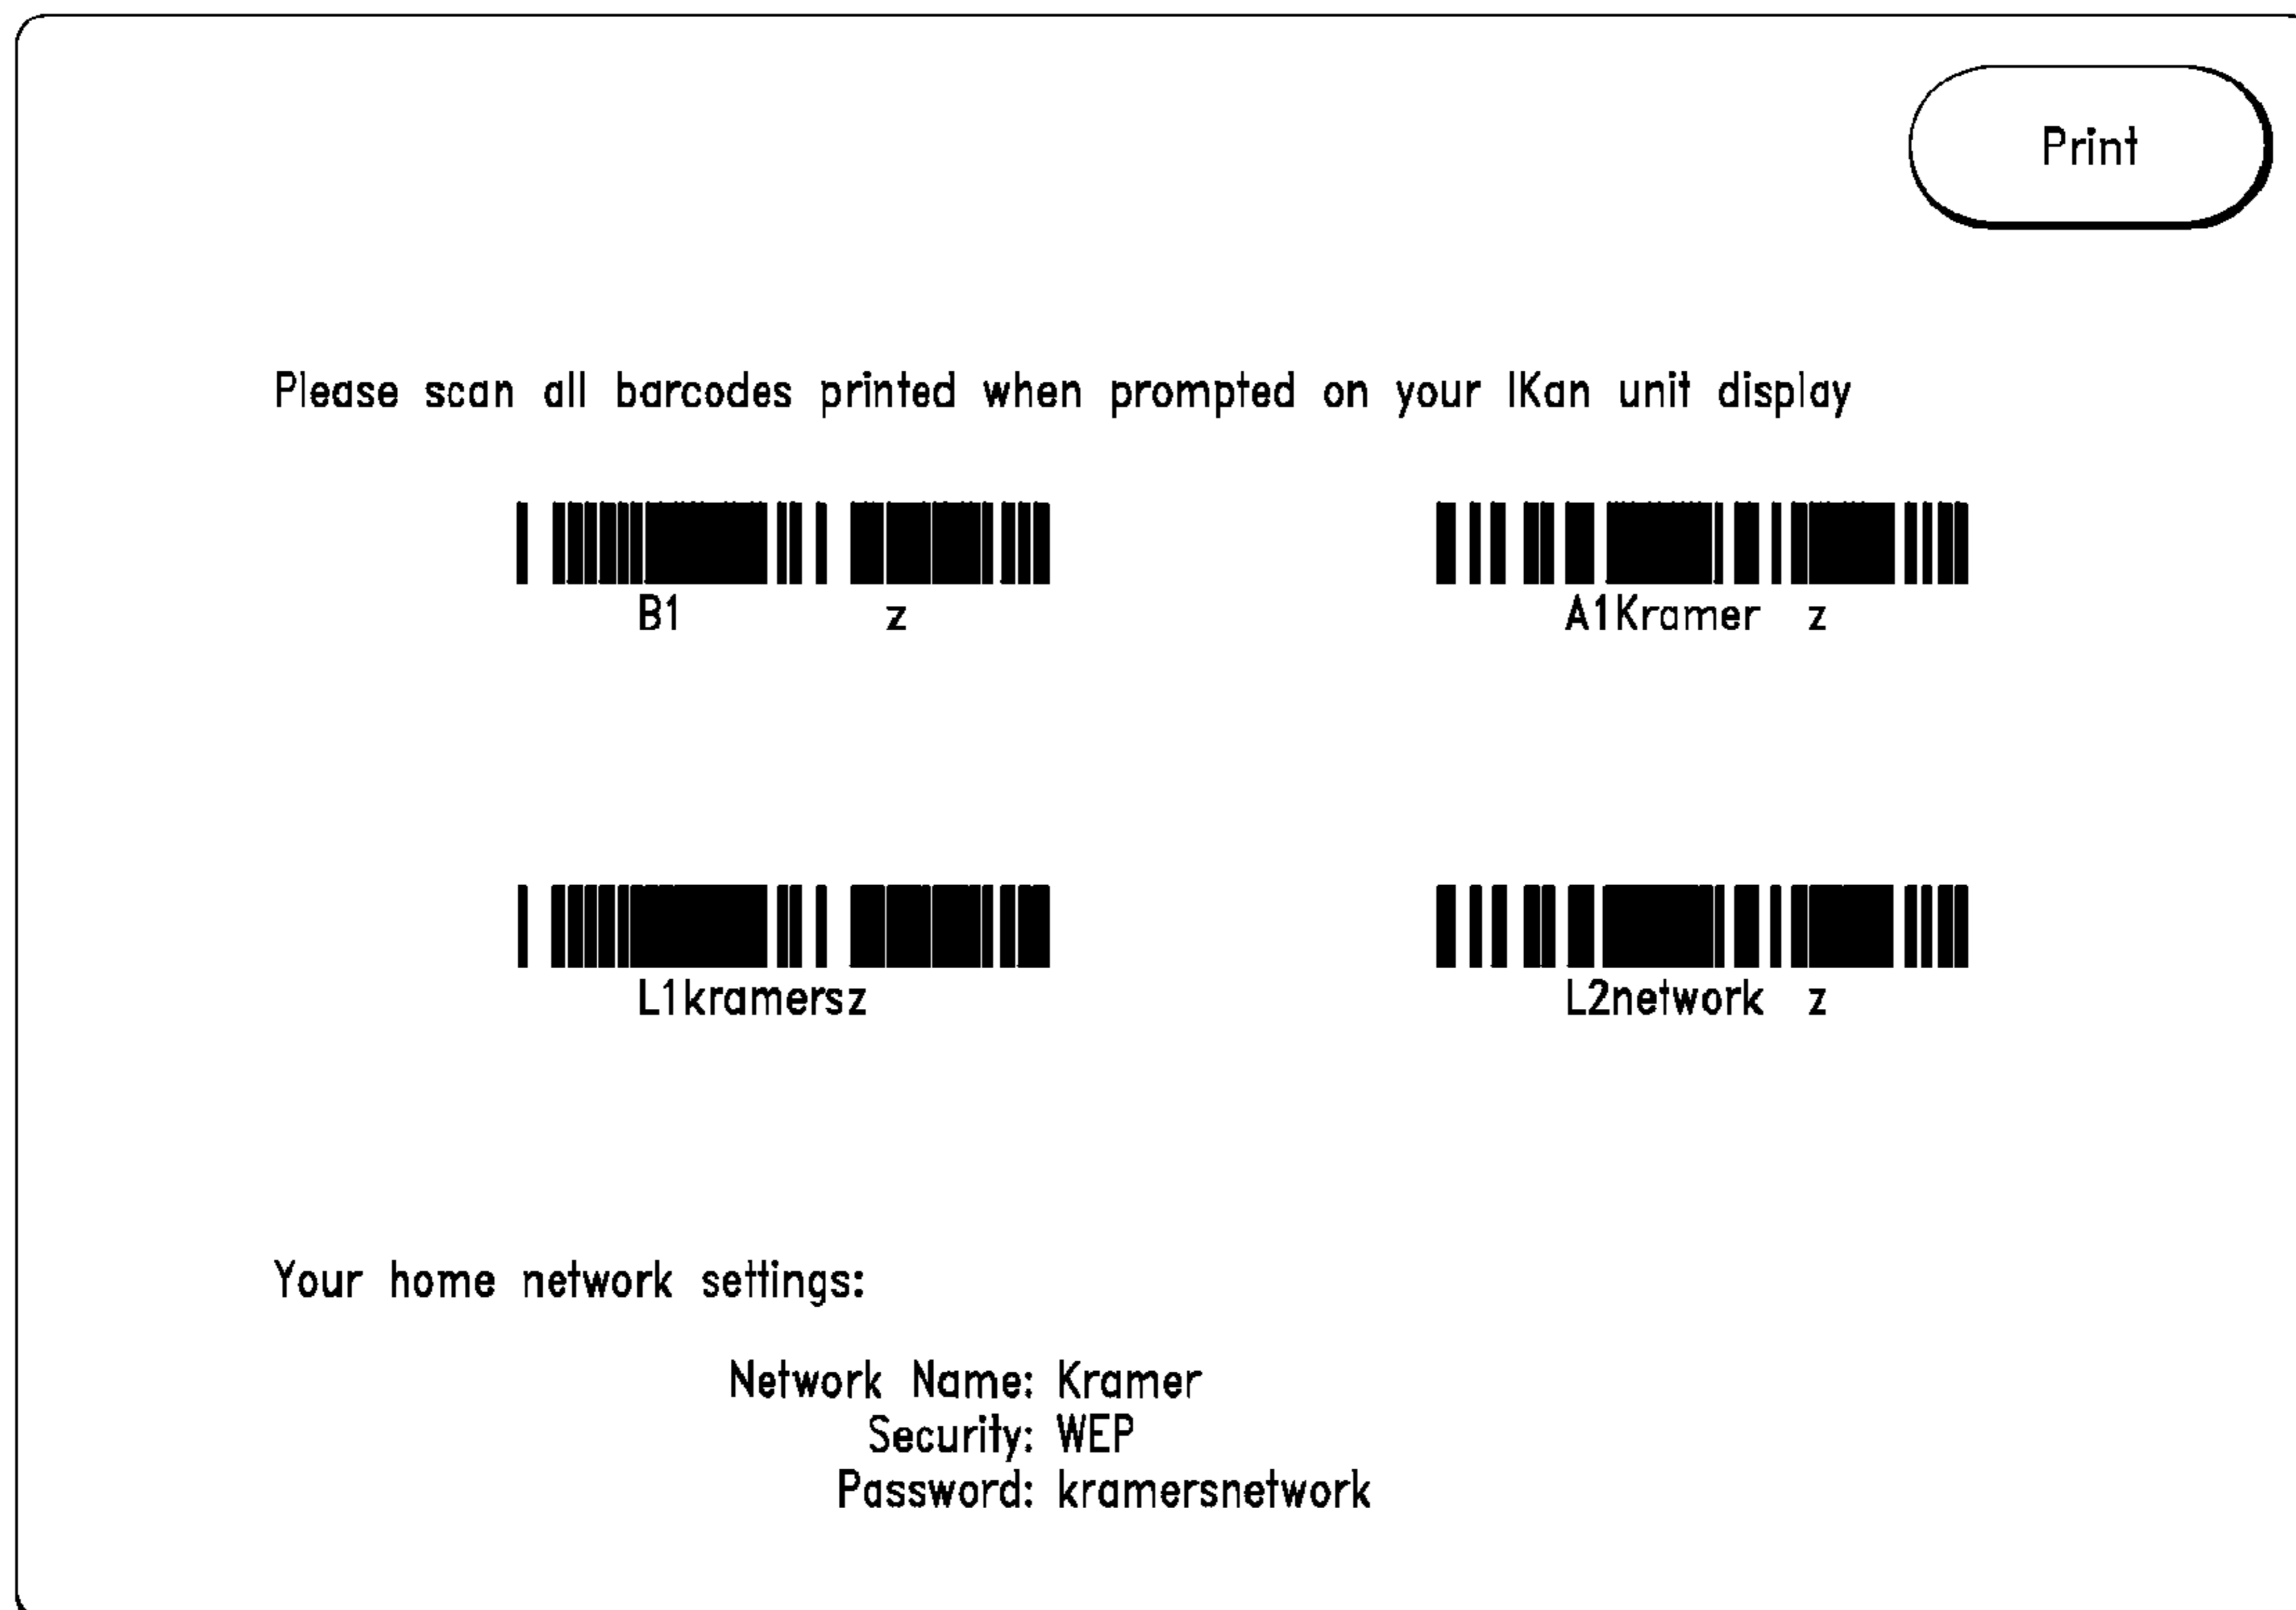 Print
Please scan all barcodes printed when prompted on your IKan unit display
B1 z
A1Kramer z
L1kramersz
L2network z
Your home network settings:
Network Name: Kramer
Security: WEP
Password: kramersnetwork